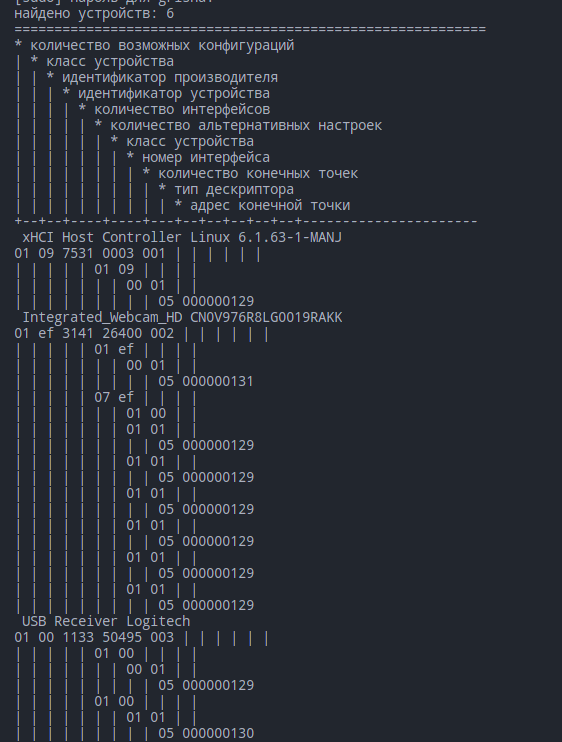 [sudo] пароль для grisha:
найдено устройств: 6
===========================================================
* количество возможных конфигураций
| * класс устройства
| | * идентификатор производителя
| | | * идентификатор устройства
| | | | * количество интерфейсов
| | | | | * количество альтернативных настроек
| | | | | | * класс устройства
| | | | | | | * номер интерфейса
| | | | | | | | * количество конечных точек
| | | | | | | | | * тип дескриптора
| | | | | | | | | | * адрес конечной точки
+--+--+----+----+---+--+--+--+--+--+----------------------
xHCI Host Controller Linux 6.1.63-1-MANJ
01 09 7531 0003 001 | | | | | |
| | | | | 01 09 | | | |
| | | | | | | 00 01 | |
| | | | | | | | | 05 000000129
Integrated_Webcam_HD CN0V976R8LG0019RAKK
01 ef 3141 26400 002 | | | | | |
| | | | | 01 ef | | | |
| | | | | | | 00 01 | |
| | | | | | | | | 05 000000131
| | | | | 07 ef | | | |
| | | | | | | 01 00 | |
| | | | | | | 01 01 | |
| | | | | | | | | 05 000000129
| | | | | | | 01 01 | |
| | | | | | | | | 05 000000129
| | | | | | | 01 01 | |
| | | | | | | | | 05 000000129
| | | | | | | 01 01 | |
| | | | | | | | | 05 000000129
| | | | | | | 01 01 | |
| | | | | | | | | 05 000000129
| | | | | | | 01 01 | |
| | | | | | | | | 05 000000129
USB Receiver Logitech
01 00 1133 50495 003 | | | | | |
| | | | | 01 00 | | | |
| | | | | | | 00 01 | |
| | | | | | | | | 05 000000129
| | | | | 01 00 | | | |
| | | | | | | 01 01 | |
| | | | | | | | | 05 000000130